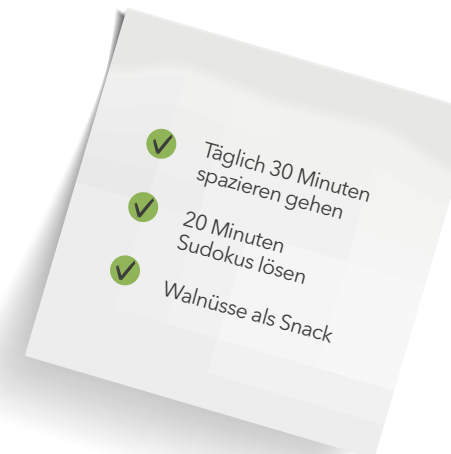 Täglich 30 Minuten
spazieren gehen
20 Minuten
Sudokus lösen
Walnüsse als Snack